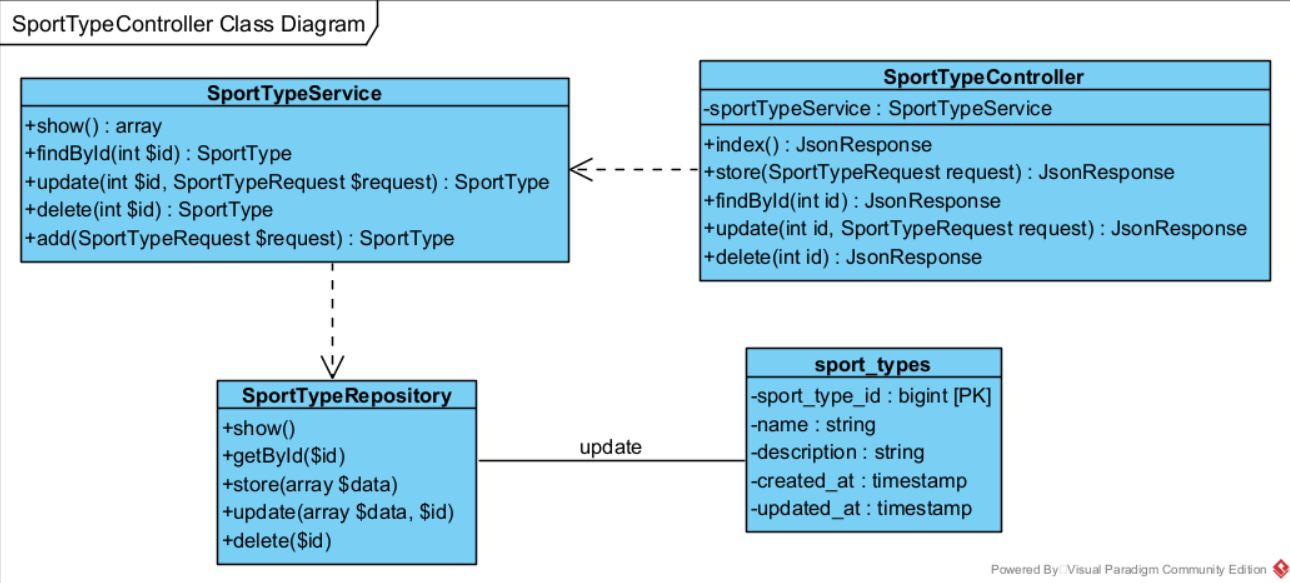 SportTypeController Class Diagram
SportTypeService
+show() : array
+findById(int $id) : SportType
+update(int $id, SportTypeRequest $request) : SportType
+delete(int $id) : SportType
+add(SportTypeRequest $request) : SportType
SportTypeController
-sportTypeService : SportTypeService
+index() : JsonResponse
+store(SportTypeRequest request) : JsonResponse
+findById(int id) : JsonResponse
+update(int id, SportTypeRequest request) : JsonResponse
+delete(int id) : JsonResponse
SportTypeRepository
+show()
+getById($id)
+store(array $data)
+update(array $data, $id)
+delete($id)
update
sport_types
-sport_type_id : bigint [PK]
-name : string
-description : string
-created_at : timestamp
-updated_at : timestamp
Powered By Visual Paradigm Community Edition